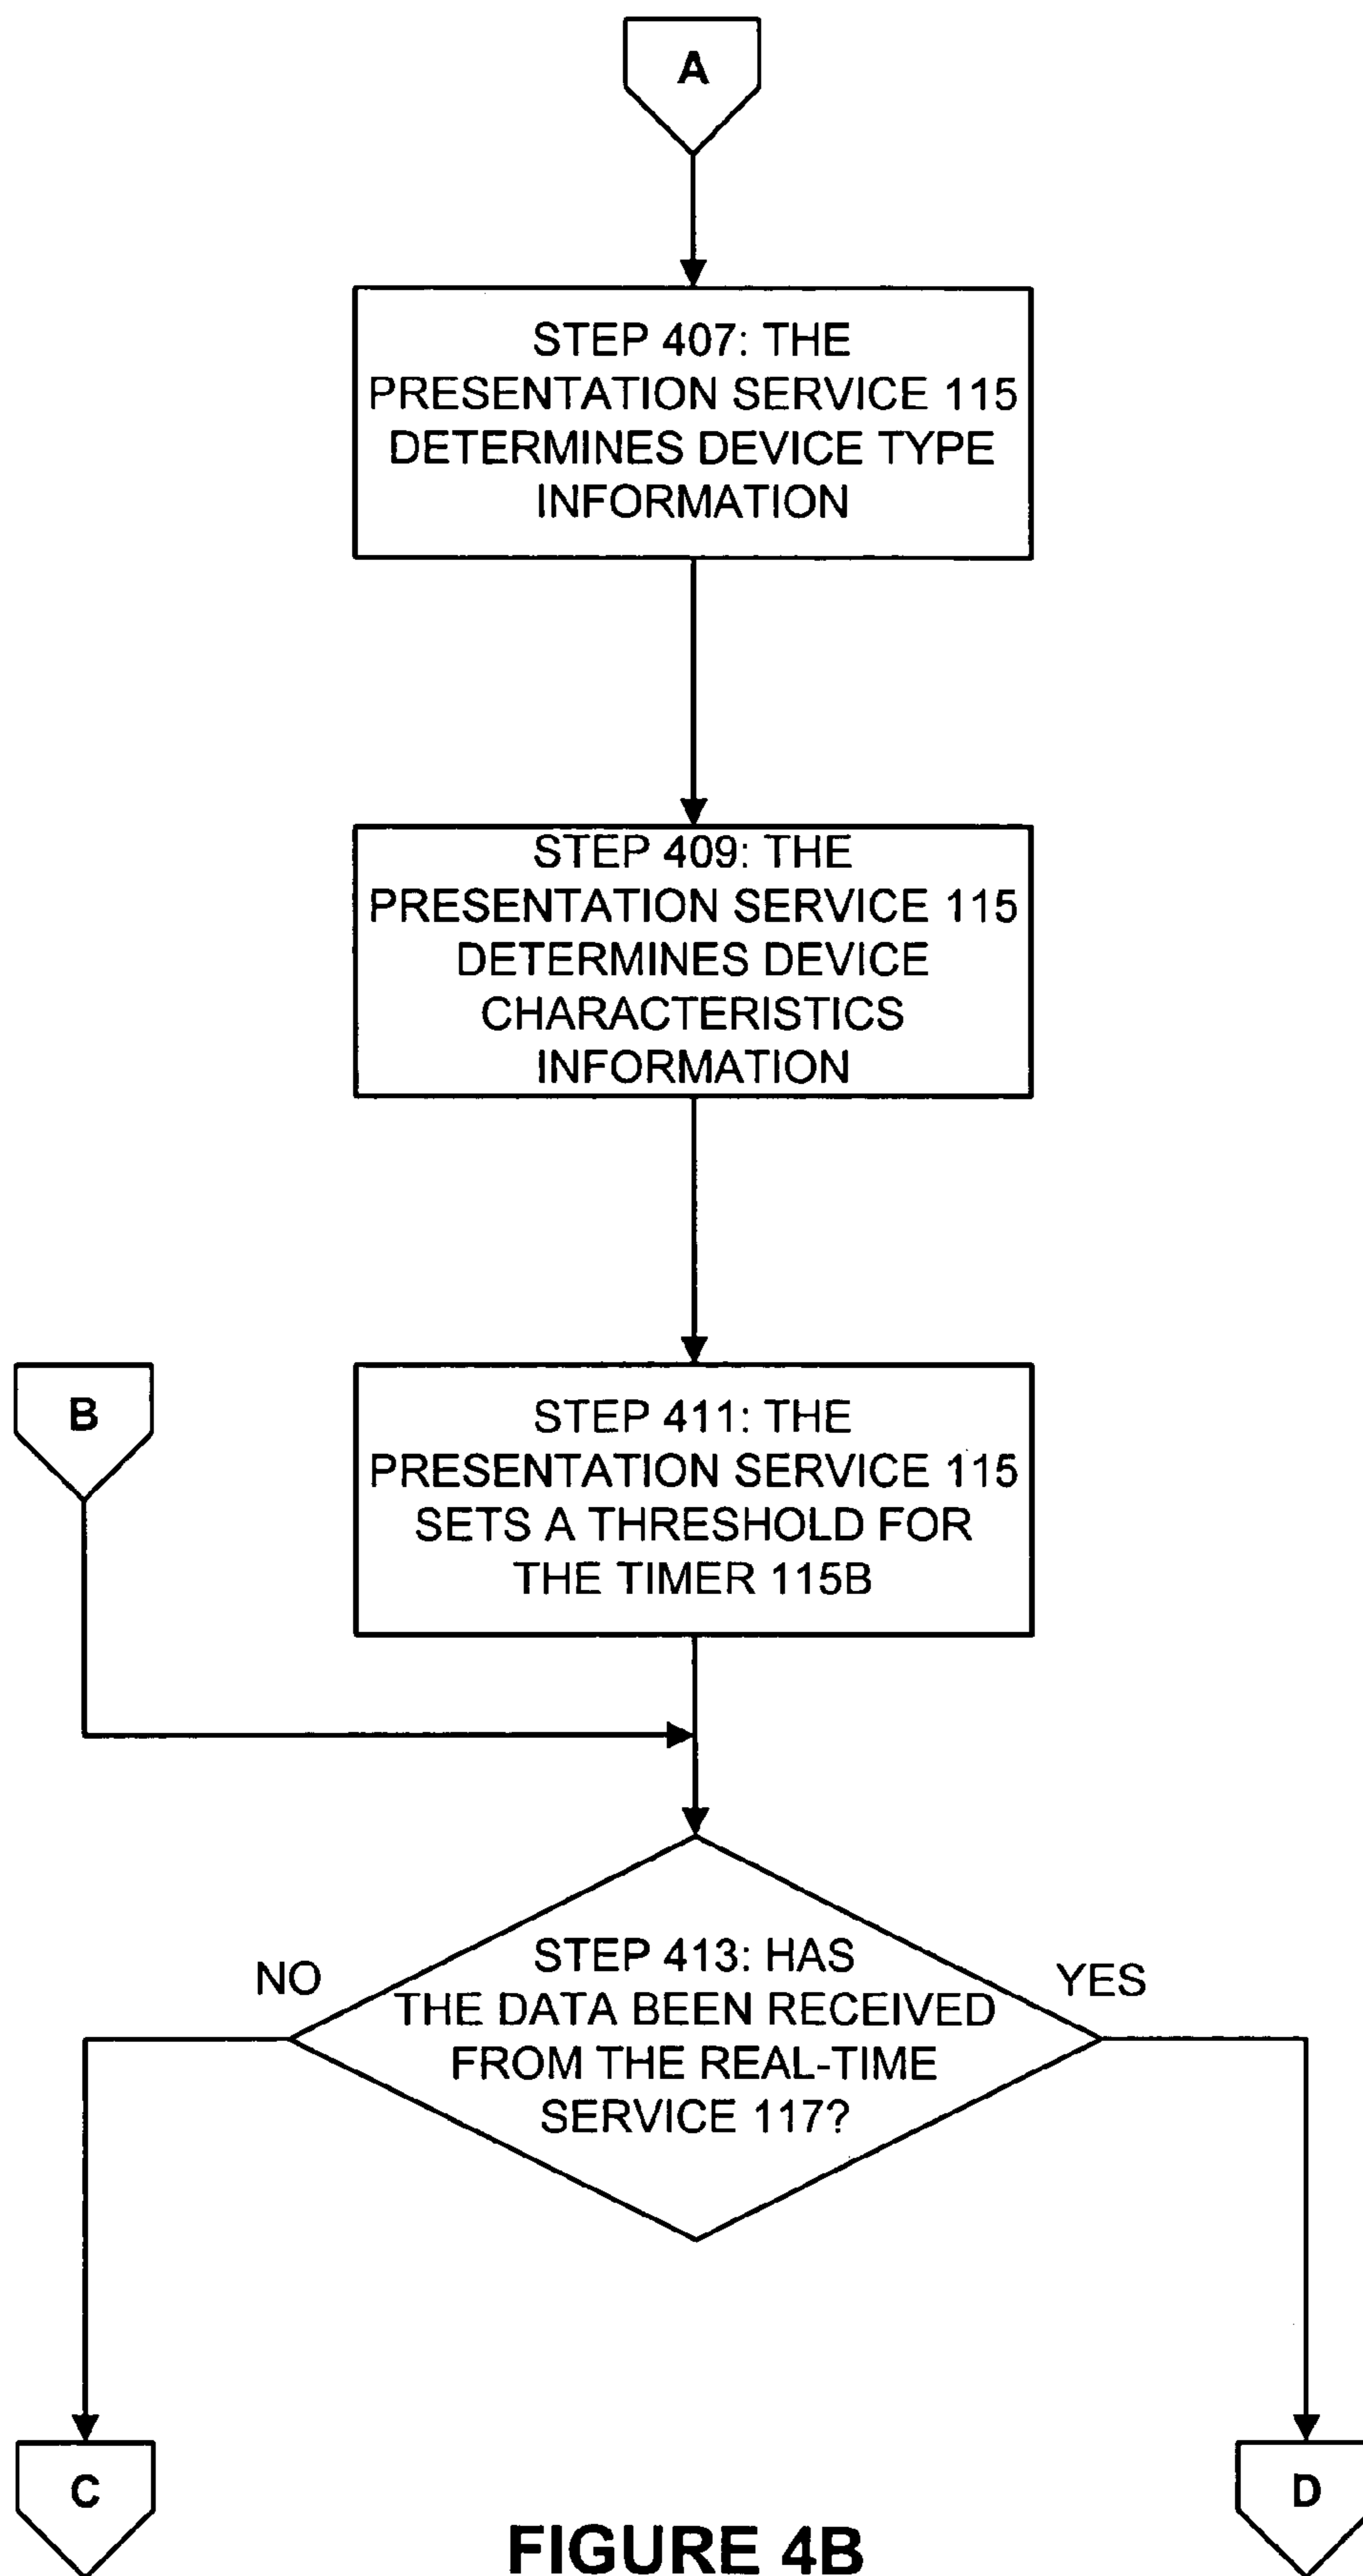 A
STEP 407: THE
PRESENTATION SERVICE 115
DETERMINES DEVICE TYPE
INFORMATION
STEP 409: THE
PRESENTATION SERVICE 115
DETERMINES DEVICE
CHARACTERISTICS
INFORMATION
B
STEP 411: THE
PRESENTATION SERVICE 115
SETS A THRESHOLD FOR
THE TIMER 115B
NO
STEP 413: HAS
THE DATA BEEN RECEIVED
FROM THE REAL-TIME
SERVICE 117?
YES
C
D
FIGURE 4B